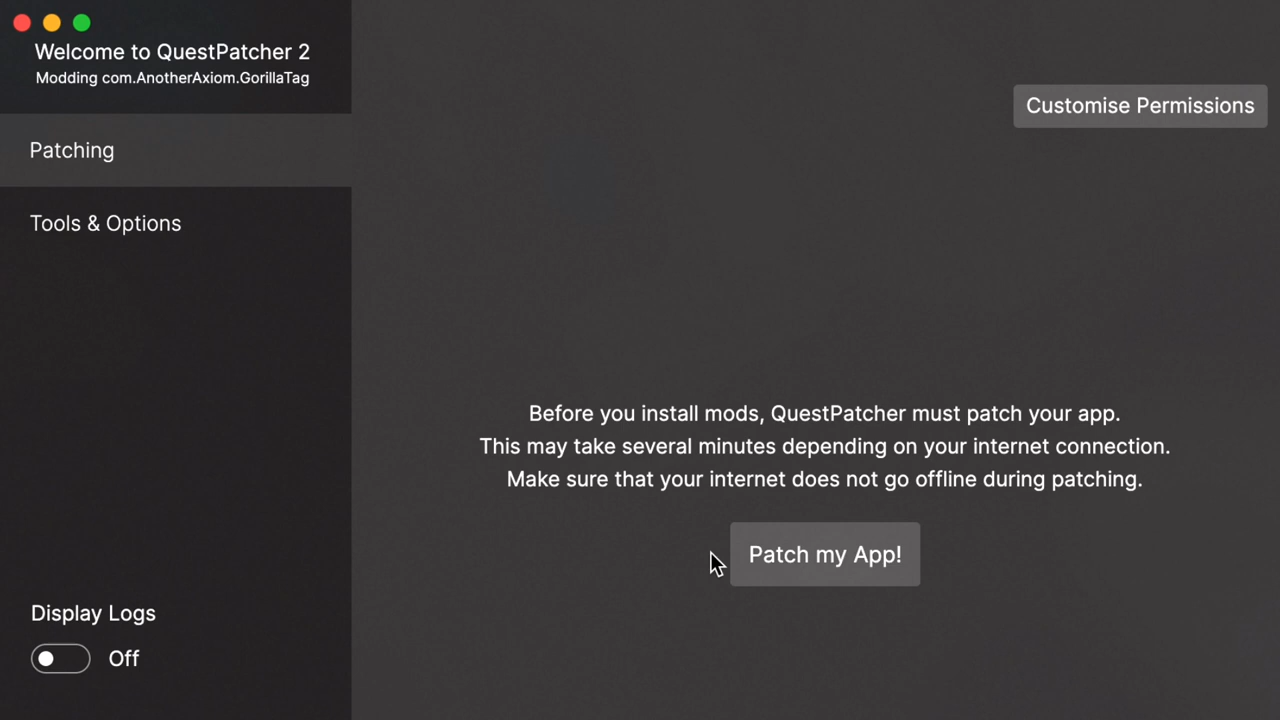 Welcome to QuestPatcher 2
Modding com.AnotherAxiom.GorillaTag
Customise Permissions
Patching
Tools & Options
Before you install mods, QuestPatcher must patch your app.
This may take several minutes depending on your internet connection.
Make sure that your internet does not go offline during patching.
Patch my App!
Display Logs
Off